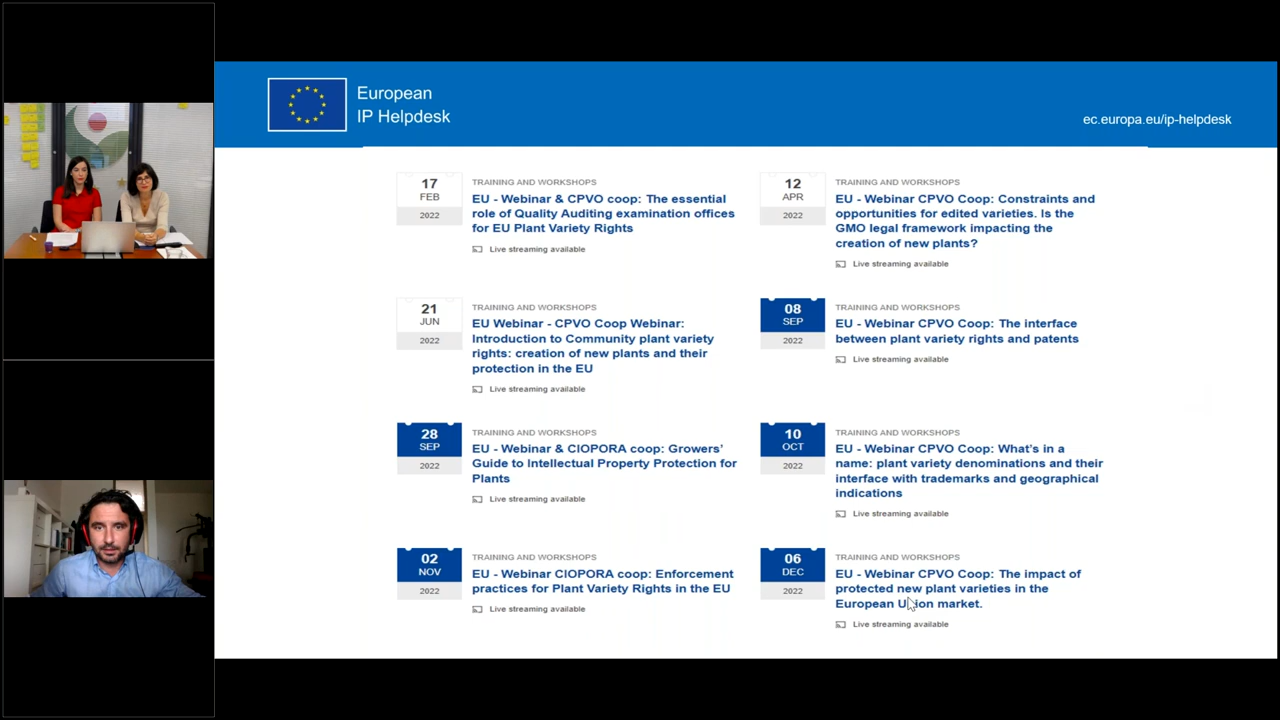 European
IP Helpdesk
ec.europa.eu/ip-helpdesk
17
FEB
2022
TRAINING AND WORKSHOPS
EU - Webinar & CPVO coop: The essential
role of Quality Auditing examination offices
for EU Plant Variety Rights
Live streaming available
12
APR
2022
TRAINING AND WORKSHOPS
EU - Webinar CPVO Coop: Constraints and
opportunities for edited varieties. Is the
GMO legal framework impacting the
creation of new plants?
Live streaming available
21
JUN
2022
TRAINING AND WORKSHOPS
EU Webinar - CPVO Coop Webinar:
Introduction to Community plant variety
rights: creation of new plants and their
protection in the EU
Live streaming available
08
SEP
2022
TRAINING AND WORKSHOPS
EU - Webinar CPVO Coop: The interface
between plant variety rights and patents
Live streaming available
28
SEP
2022
TRAINING AND WORKSHOPS
EU - Webinar & CIOPORA coop: Growers’
Guide to Intellectual Property Protection for
Plants
Live streaming available
10
OCT
2022
TRAINING AND WORKSHOPS
EU - Webinar CPVO Coop: What’s in a
name: plant variety denominations and their
interface with trademarks and geographical
indications
Live streaming available
02
NOV
2022
TRAINING AND WORKSHOPS
EU - Webinar CIOPORA coop: Enforcement
practices for Plant Variety Rights in the EU
Live streaming available
06
DEC
2022
TRAINING AND WORKSHOPS
EU - Webinar CPVO Coop: The impact of
protected new plant varieties in the
European Union market.
Live streaming available